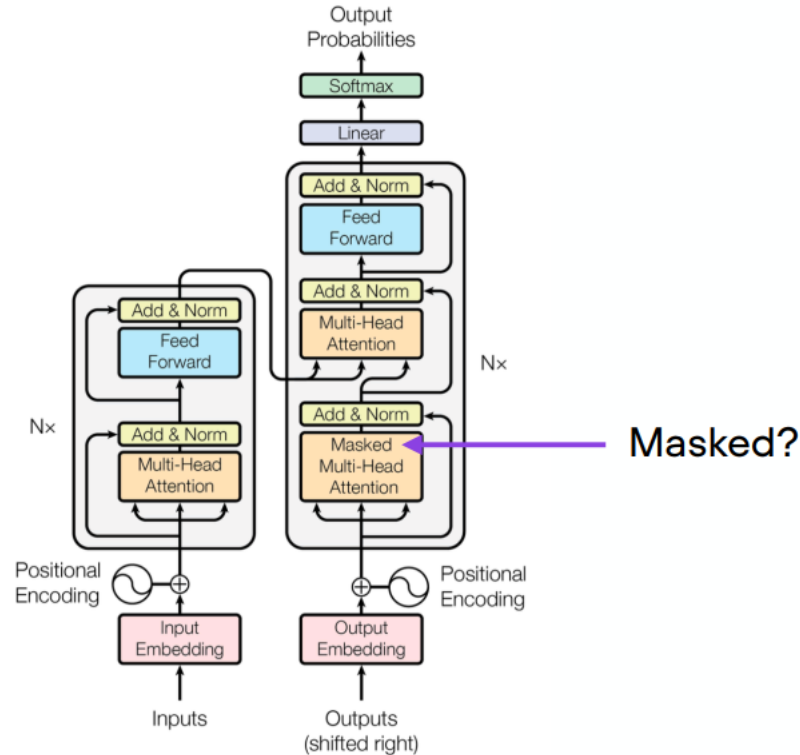 Output
Probabilities
Softmax
Linear
Add & Norm
Feed
Forward
Add & Norm
Multi-Head
Attention
Nx
Add & Norm
Masked
Multi-Head
Attention
Masked?
Add & Norm
Feed
Forward
Nx
Add & Norm
Multi-Head
Attention
Positional
Encoding
Positional
Encoding
Input
Embedding
Output
Embedding
Inputs
Outputs
(shifted right)